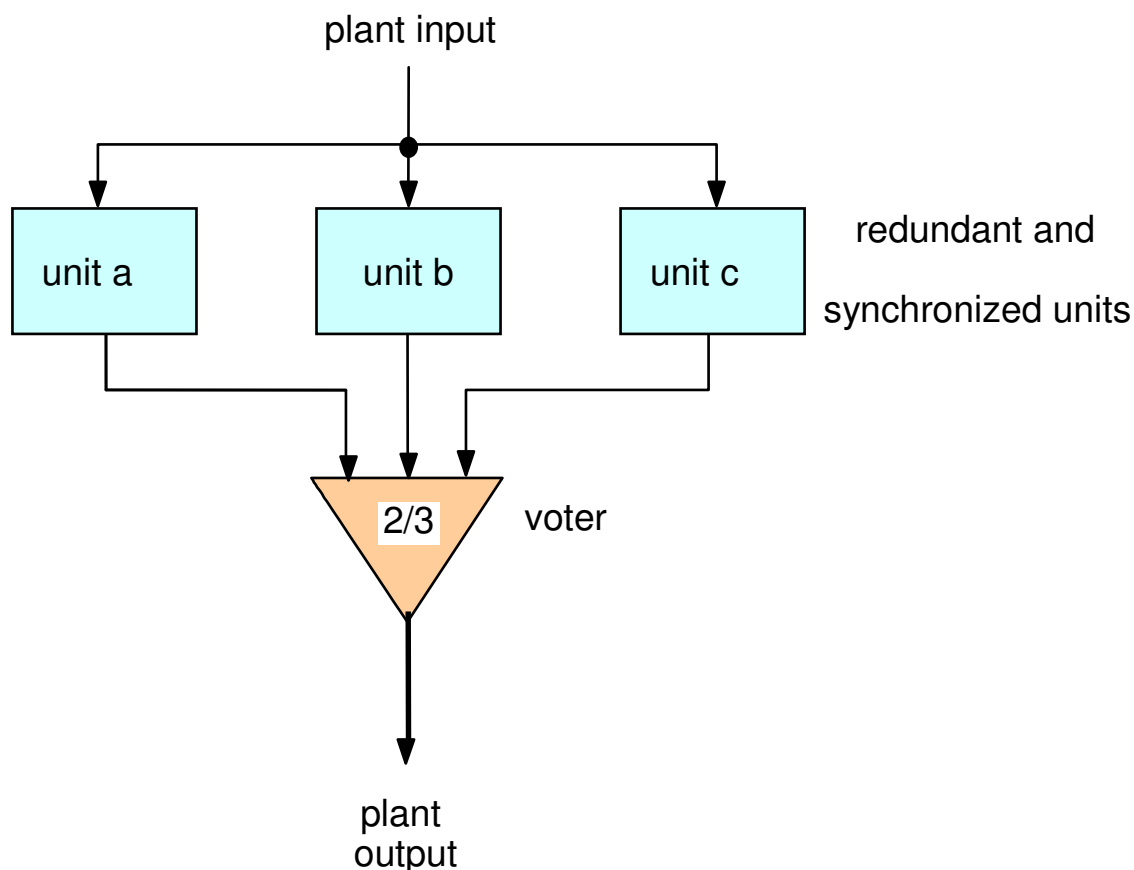 plant input
unit a
unit b
unit c
redundant and
synchronized units
2/3
voter
plant
output